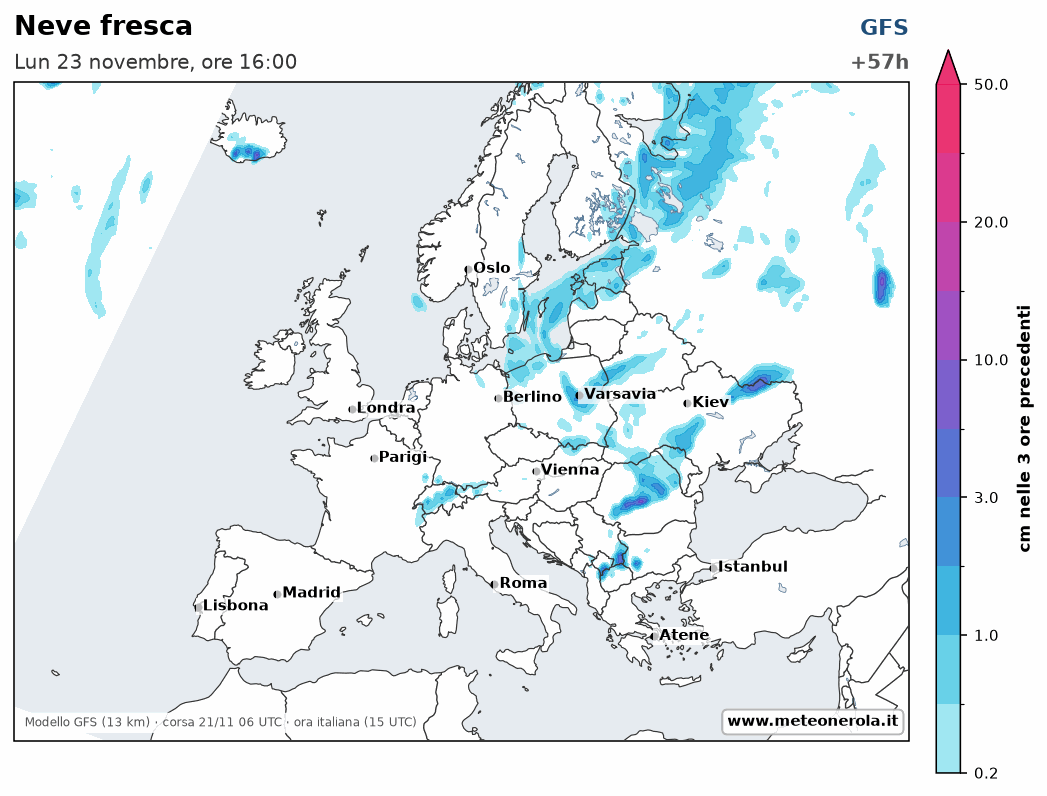 Neve fresca
GFS
Lun 23 novembre, ore 16:00
+57h
50.0
20.0
10.0
3.0
1.0
0.2
cm nelle 3 ore precedenti
Oslo
Londra
Berlino
Varsavia
Kiev
Parigi
Vienna
Istanbul
Roma
Madrid
Lisbona
Atene
Modello GFS (13 km) · corsa 21/11 06 UTC · ora italiana (15 UTC)
www.meteonerola.it